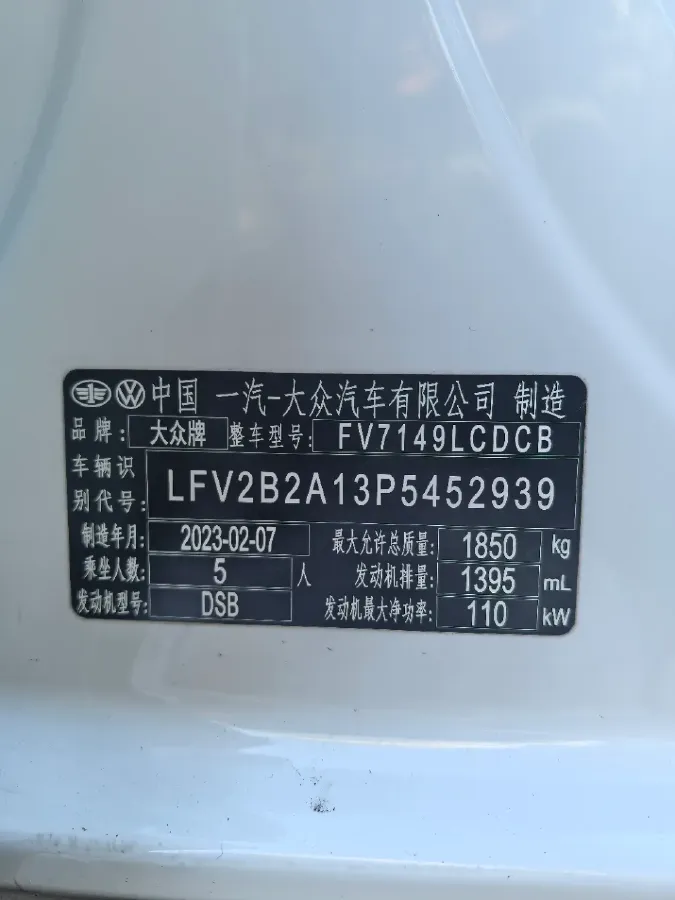 中国 一汽-大众汽车有限公司 制造
品牌: 大众牌 整车型号: FV7149LCDCB
车辆识别代号: LFV2B2A13P5452939
制造年月: 2023-02-07 最大允许总质量: 1850 kg
乘坐人数: 5 人 发动机排量: 1395 mL
发动机型号: DSB 发动机最大净功率: 110 kW